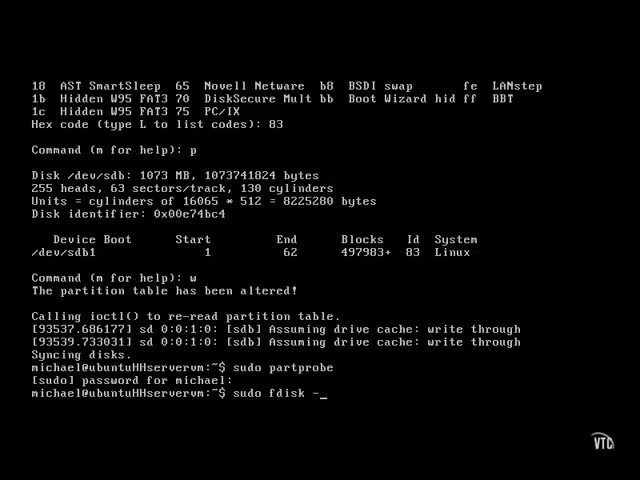 18  AST SmartSleep  65  Novell Netware  b8  BSDI swap       fe  LANstep
1b  Hidden W95 FAT3 70  DiskSecure Mult bb  Boot Wizard hid ff  BBT
1c  Hidden W95 FAT3 75  PC/IX
Hex code (type L to list codes): 83
Command (m for help): p
Disk /dev/sdb: 1073 MB, 1073741824 bytes
255 heads, 63 sectors/track, 130 cylinders
Units = cylinders of 16065 * 512 = 8225280 bytes
Disk identifier: 0x00e74bc4
   Device Boot      Start         End      Blocks   Id  System
/dev/sdb1               1          62      497983+  83  Linux
Command (m for help): w
The partition table has been altered!
Calling ioctl() to re-read partition table.
[93537.686177] sd 0:0:1:0: [sdb] Assuming drive cache: write through
[93539.733031] sd 0:0:1:0: [sdb] Assuming drive cache: write through
Syncing disks.
michael@ubuntuHHservervm:~$ sudo partprobe
[sudo] password for michael:
michael@ubuntuHHservervm:~$ sudo fdisk -_
VTC